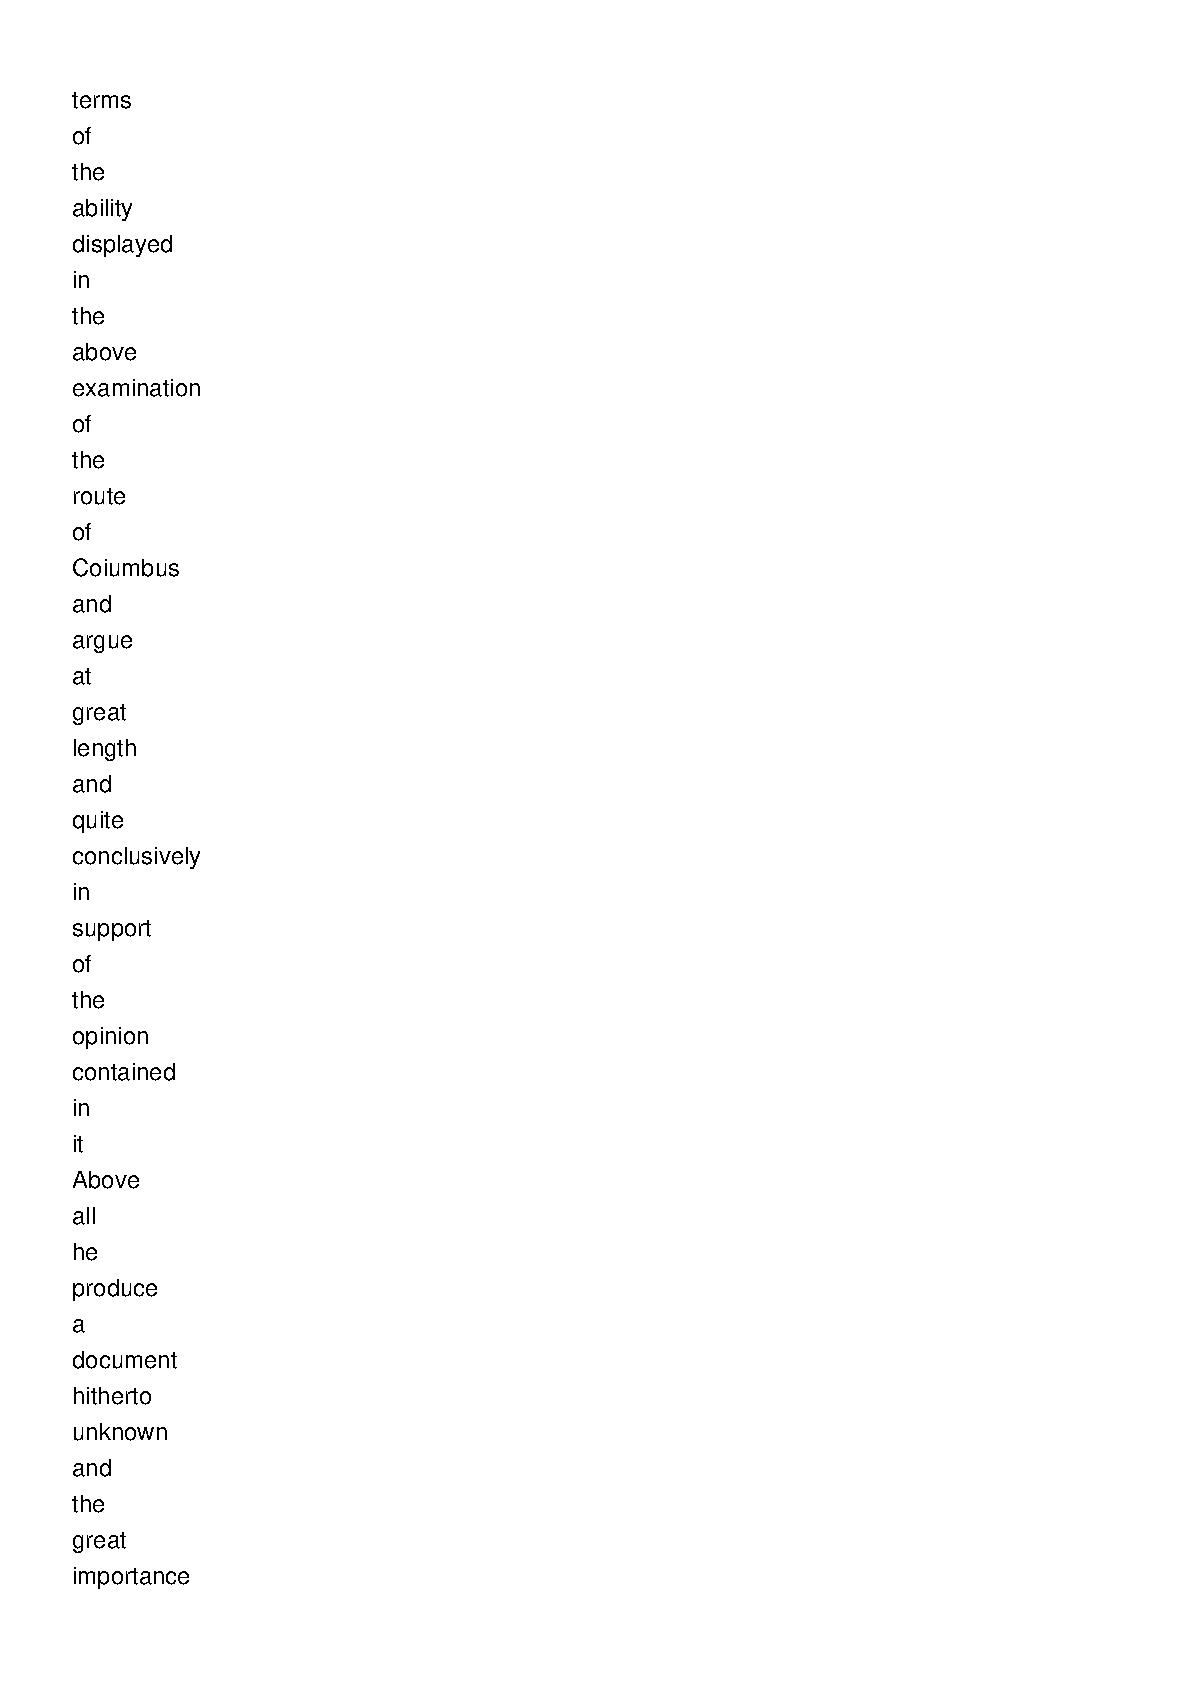 terms
of
the
ability
displayed
in
the
above
examination
of
the
route
of
Coiumbus
and
argue
at
great
length
and
quite
conclusively
in
support
of
the
opinion
contained
in
it
Above
all
he
produce
a
document
hitherto
unknown
and
the
great
importance